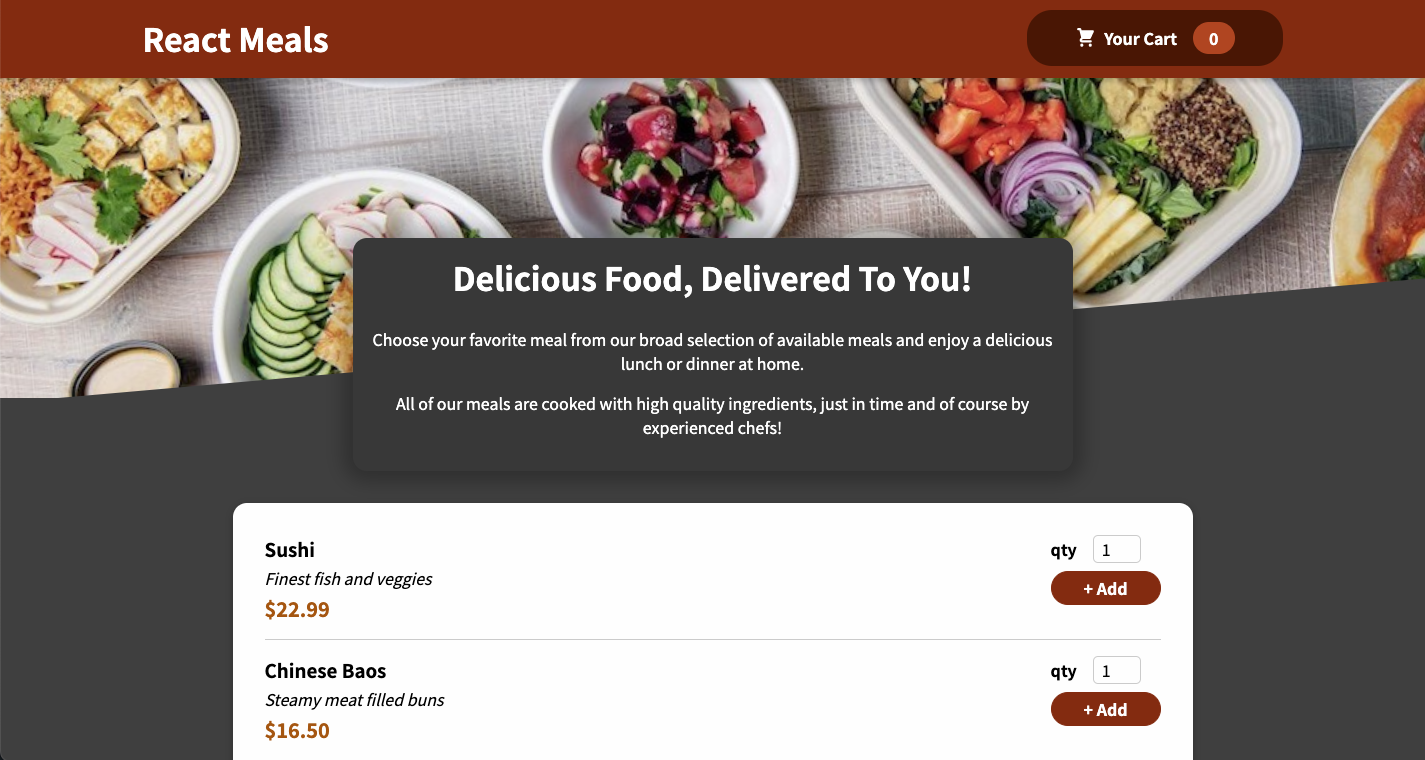 React Meals
Your Cart 0
Delicious Food, Delivered To You!
Choose your favorite meal from our broad selection of available meals and enjoy a delicious
lunch or dinner at home.
All of our meals are cooked with high quality ingredients, just in time and of course by
experienced chefs!
Sushi
Finest fish and veggies
$22.99
qty 1
+ Add
Chinese Baos
Steamy meat filled buns
$16.50
qty 1
+ Add